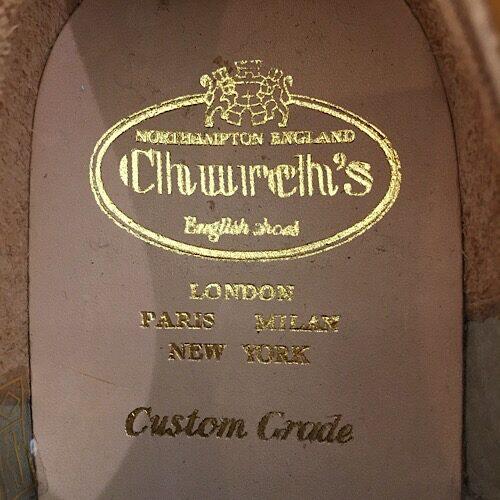 NORTHAMPTON ENGLAND
Church's
English shoes
LONDON
PARIS MILAN
NEW YORK
Custom Grade